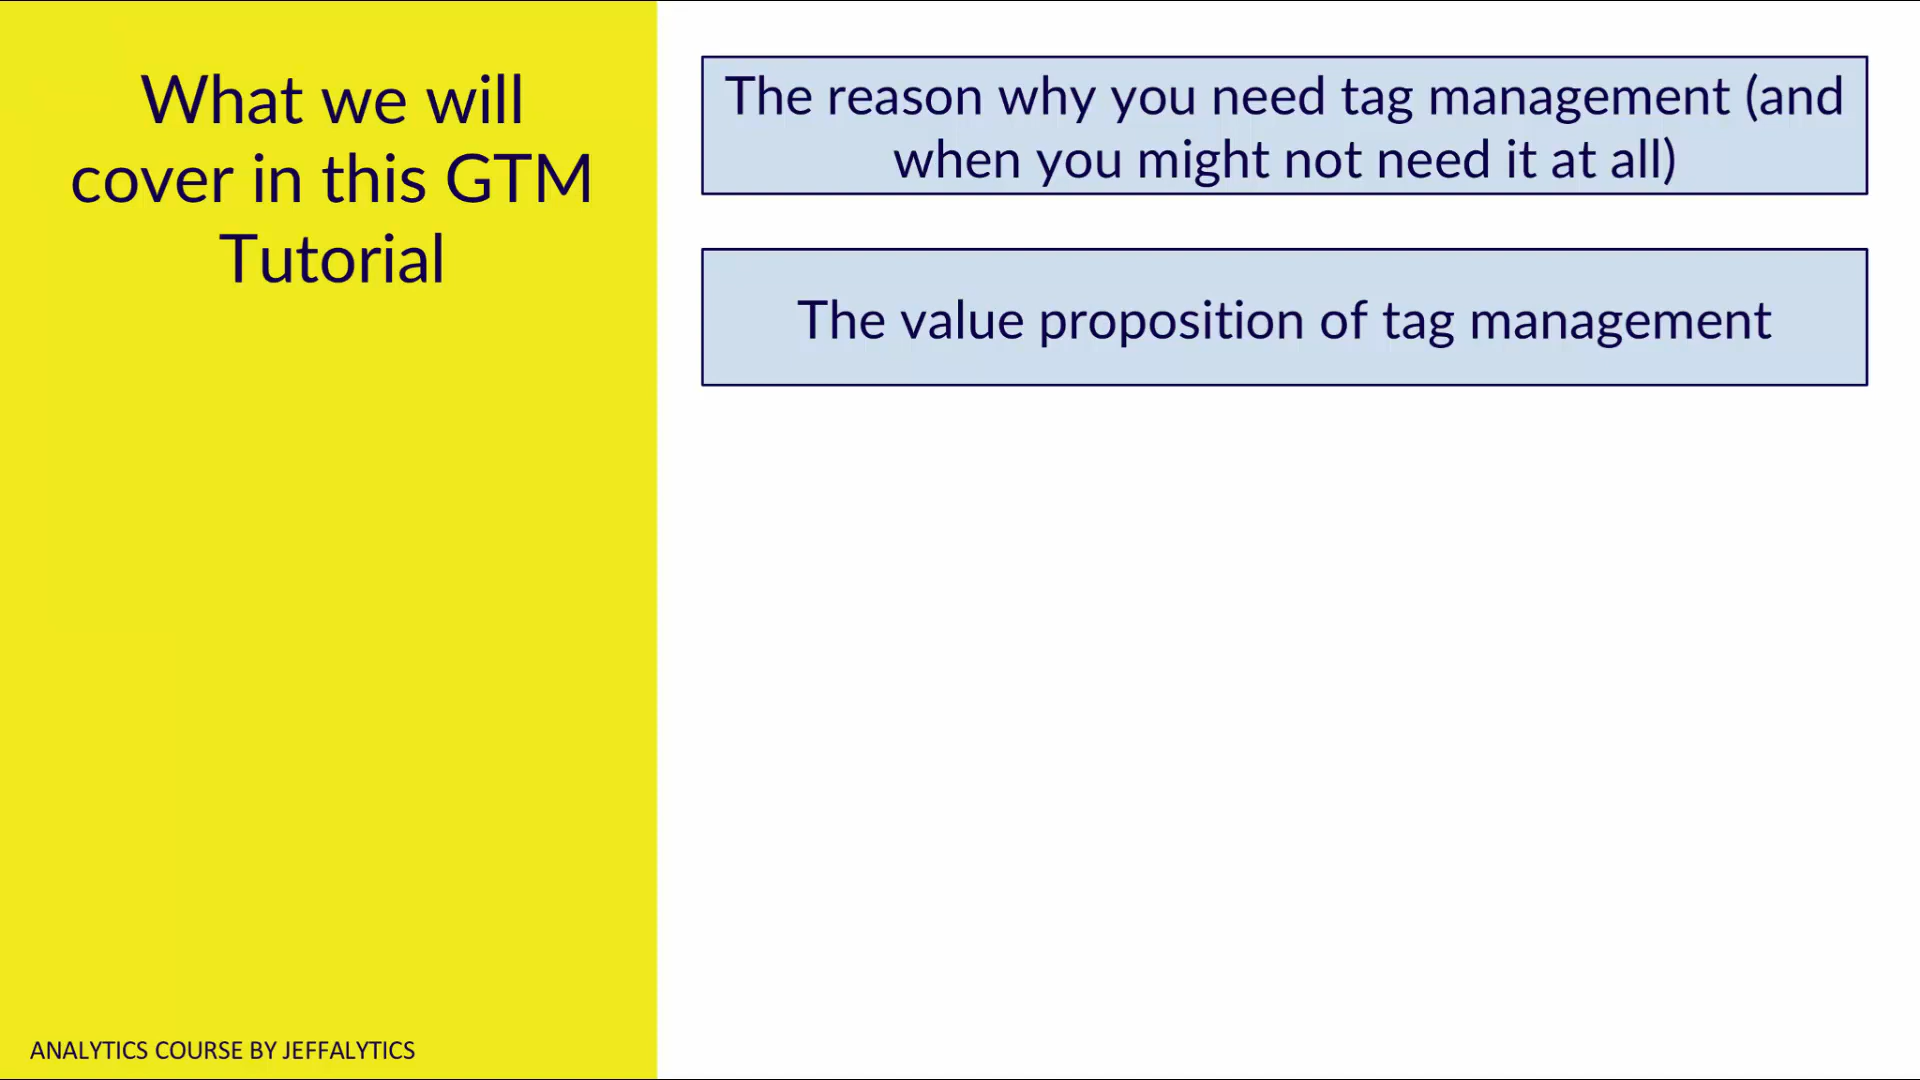 What we will
cover in this GTM
Tutorial
The reason why you need tag management (and
when you might not need it at all)
The value proposition of tag management
ANALYTICS COURSE BY JEFFALYTICS